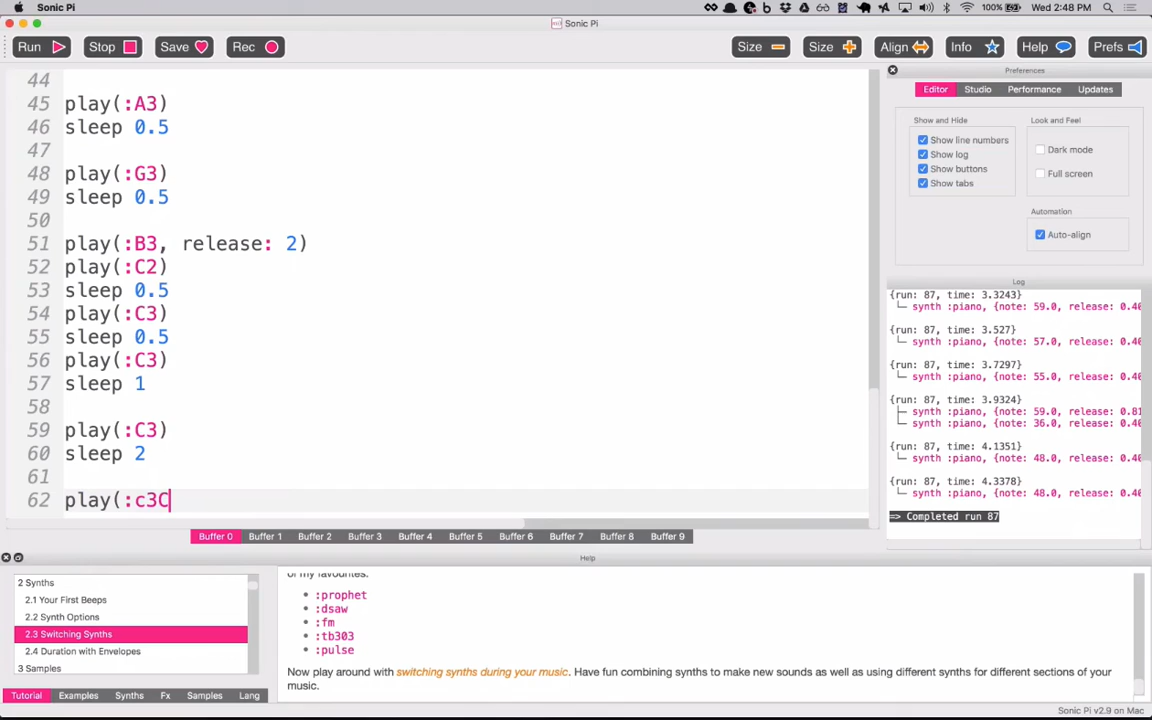 Sonic Pi
100%
Wed 2:48 PM
Sonic Pi
Run
Stop
Save
Rec
Size
Size
Align
Info
Help
Prefs
44
45 play(:A3)
46 sleep 0.5
47
48 play(:G3)
49 sleep 0.5
50
51 play(:B3, release: 2)
52 play(:C2)
53 sleep 0.5
54 play(:C3)
55 sleep 0.5
56 play(:C3)
57 sleep 1
58
59 play(:C3)
60 sleep 2
61
62 play(:c3C
Buffer 0 Buffer 1 Buffer 2 Buffer 3 Buffer 4 Buffer 5 Buffer 6 Buffer 7 Buffer 8 Buffer 9
Preferences
Editor Studio Performance Updates
Show and Hide
Show line numbers
Show log
Show buttons
Show tabs
Look and Feel
Dark mode
Full screen
Automation
Auto-align
Log
{run: 87, time: 3.3243}
└─ synth :piano, {note: 59.0, release: 0.40
{run: 87, time: 3.527}
└─ synth :piano, {note: 57.0, release: 0.40
{run: 87, time: 3.7297}
└─ synth :piano, {note: 55.0, release: 0.40
{run: 87, time: 3.9324}
├─ synth :piano, {note: 59.0, release: 0.81
└─ synth :piano, {note: 36.0, release: 0.40
{run: 87, time: 4.1351}
└─ synth :piano, {note: 48.0, release: 0.40
{run: 87, time: 4.3378}
└─ synth :piano, {note: 48.0, release: 0.40
=> Completed run 87
Help
2 Synths
2.1 Your First Beeps
2.2 Synth Options
2.3 Switching Synths
2.4 Duration with Envelopes
3 Samples
Tutorial Examples Synths Fx Samples Lang
of my favourites.
• :prophet
• :dsaw
• :fm
• :tb303
• :pulse
Now play around with switching synths during your music. Have fun combining synths to make new sounds as well as using different synths for different sections of your
music.
Sonic Pi v2.9 on Mac